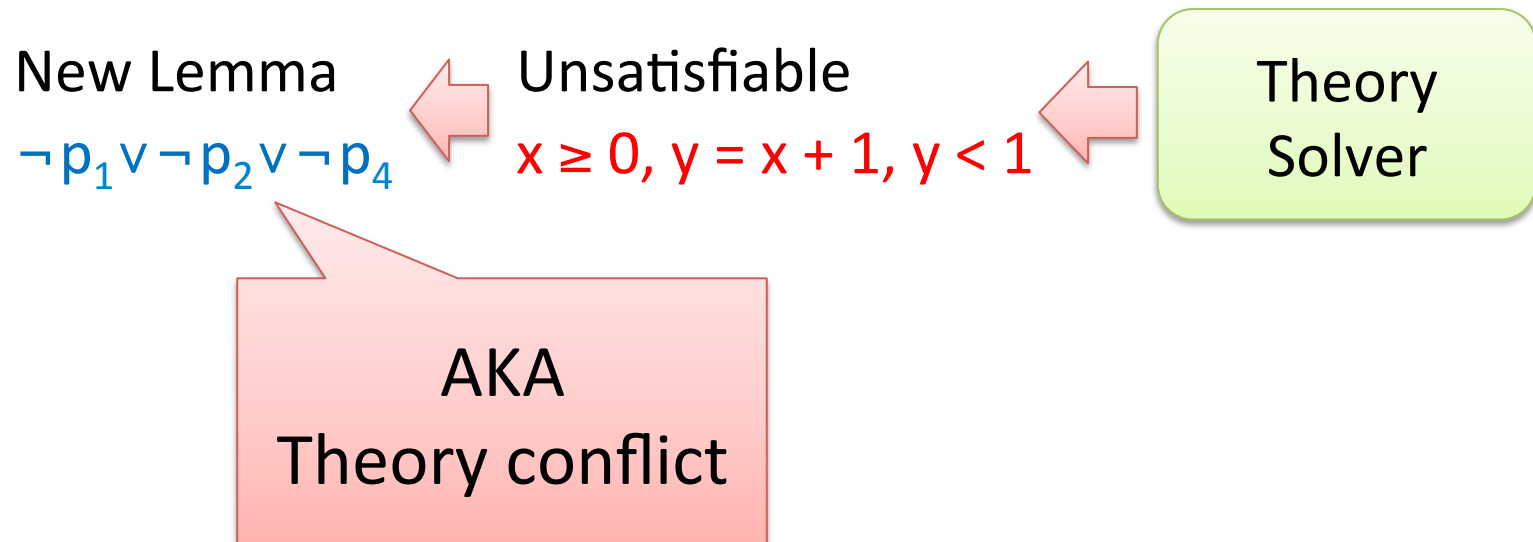 New Lemma
¬p₁∨¬p₂∨¬p₄
Unsatisfiable
x ≥ 0, y = x + 1, y < 1
Theory
Solver
AKA
Theory conflict